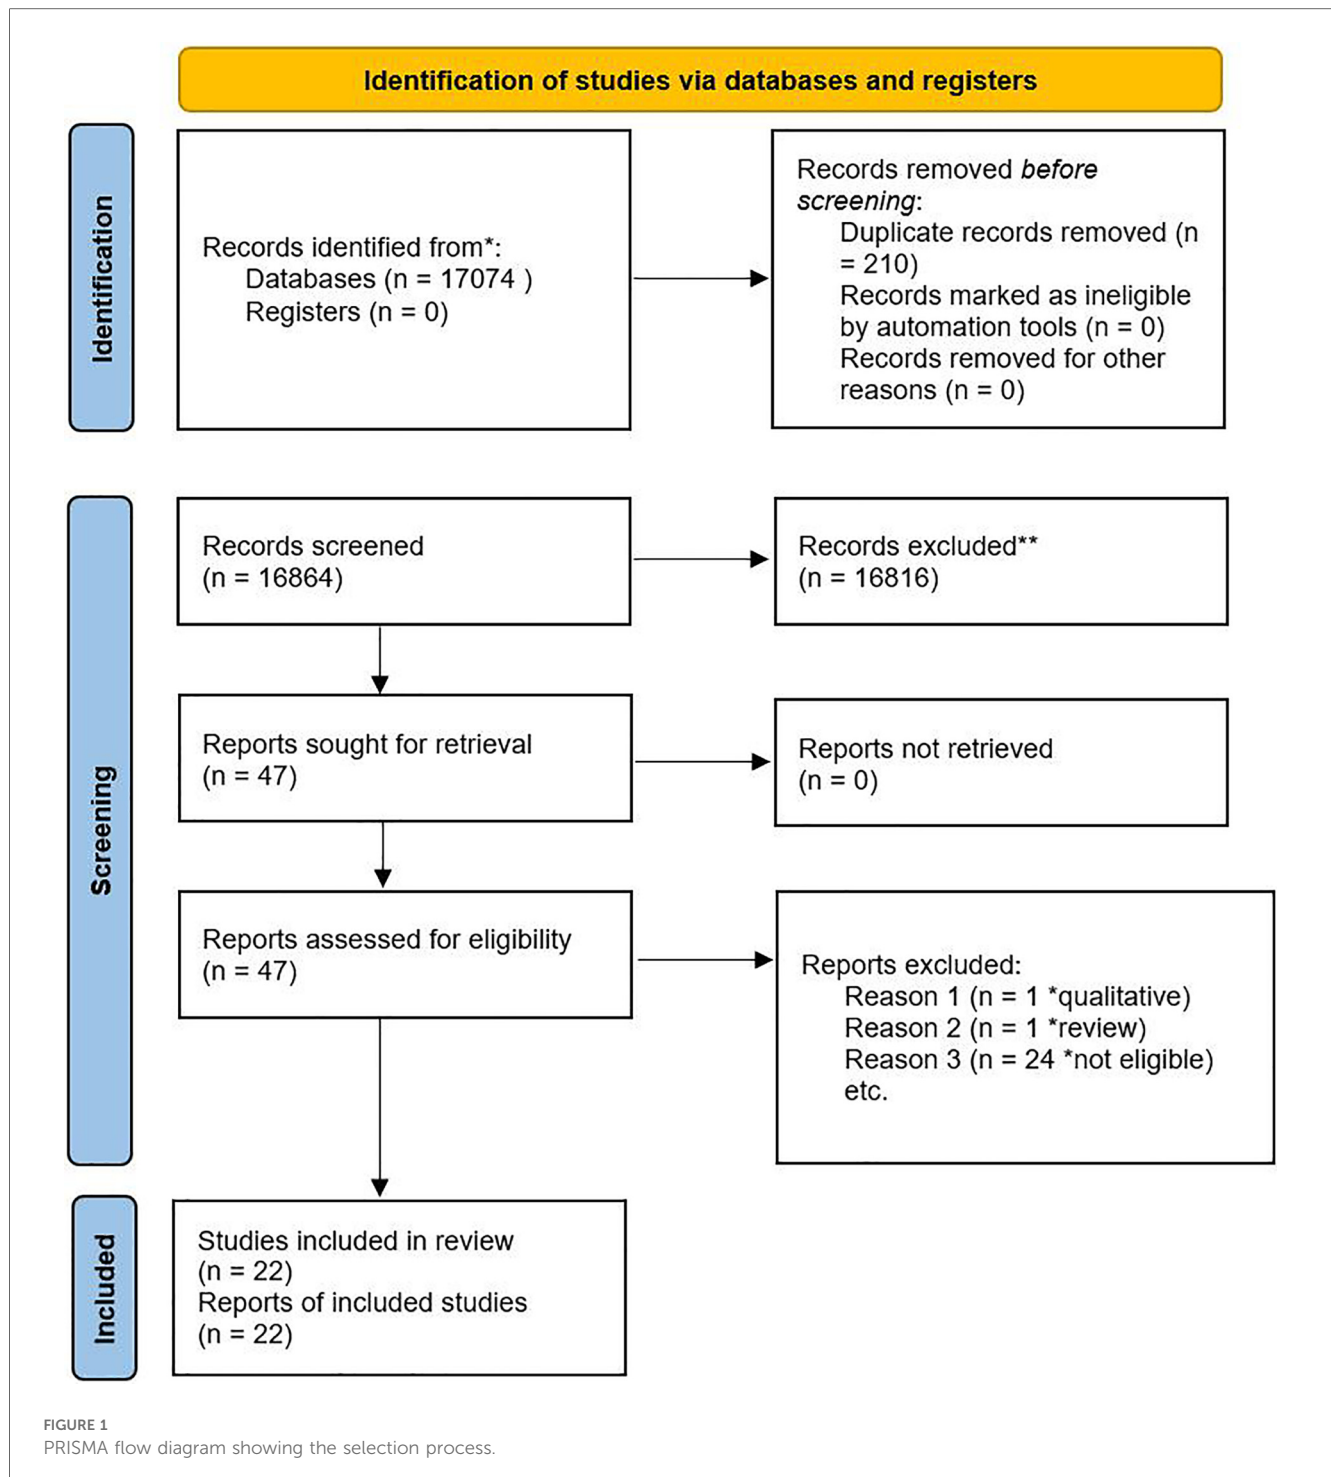 Identification of studies via databases and registers
Identification
Records identified from*:
Databases (n = 17074 )
Registers (n = 0)
Records removed before
screening:
Duplicate records removed (n
= 210)
Records marked as ineligible
by automation tools (n = 0)
Records removed for other
reasons (n = 0)
Screening
Records screened
(n = 16864)
Records excluded**
(n = 16816)
Reports sought for retrieval
(n = 47)
Reports not retrieved
(n = 0)
Reports assessed for eligibility
(n = 47)
Reports excluded:
Reason 1 (n = 1 *qualitative)
Reason 2 (n = 1 *review)
Reason 3 (n = 24 *not eligible)
etc.
Included
Studies included in review
(n = 22)
Reports of included studies
(n = 22)
FIGURE 1
PRISMA flow diagram showing the selection process.